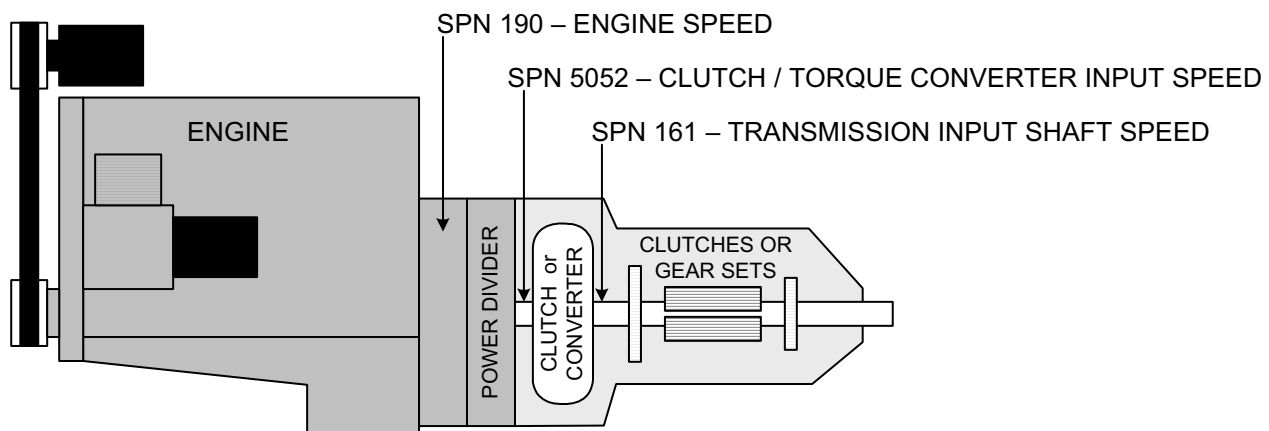 SPN 190 – ENGINE SPEED
SPN 5052 – CLUTCH / TORQUE CONVERTER INPUT SPEED
ENGINE
SPN 161 – TRANSMISSION INPUT SHAFT SPEED
POWER DIVIDER
CLUTCH or
CONVERTER
CLUTCHES OR
GEAR SETS